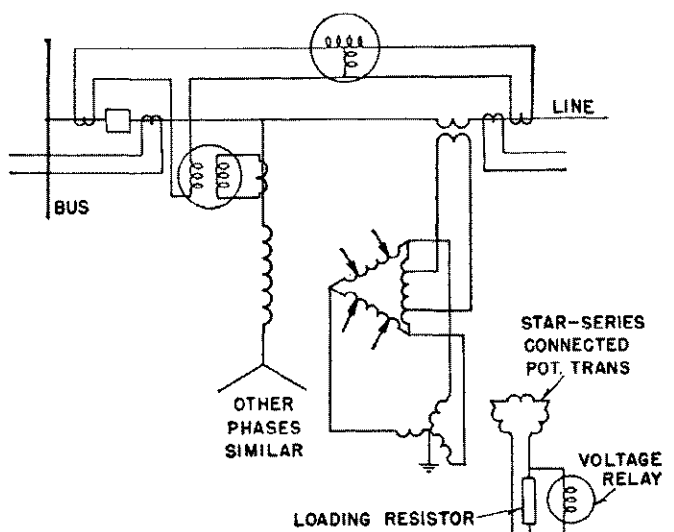 LINE
BUS
STAR-SERIES
CONNECTED
POT. TRANS
OTHER
PHASES
SIMILAR
VOLTAGE
RELAY
LOADING RESISTOR